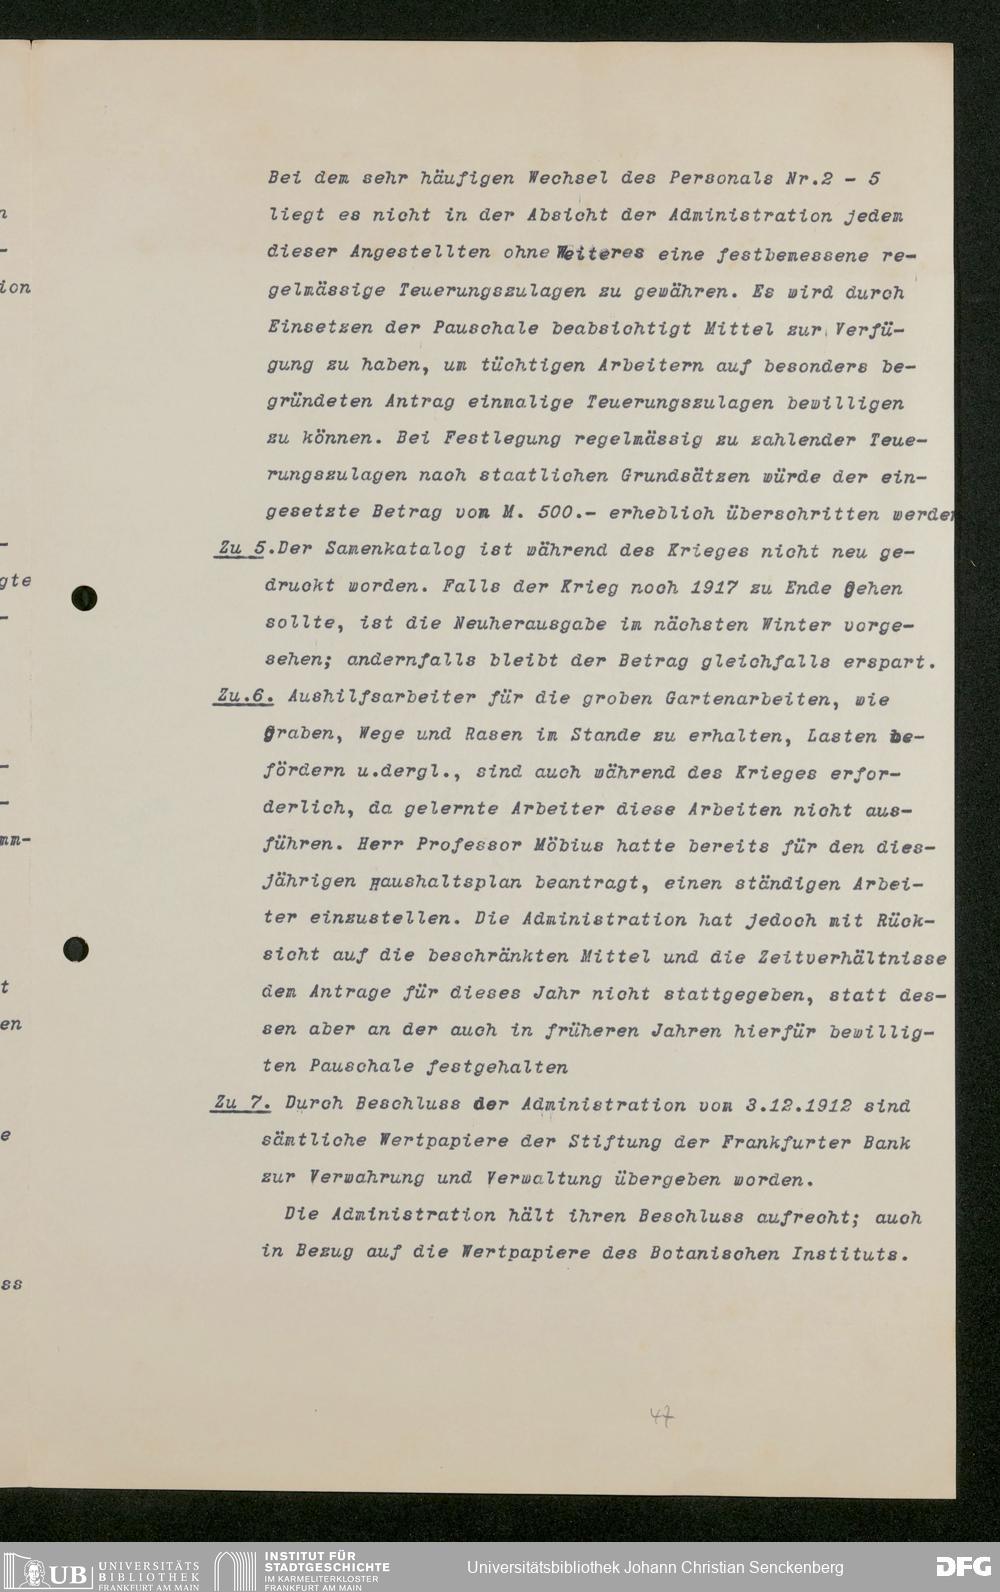 Bei dem sehr häufigen Wechsel des Personals Nr.2 - 5
liegt es nicht in der Absicht der Administration jedem
dieser Angestellten ohne Weiteres eine festbemessene re-
gelmässige Teuerungszulagen zu gewähren. Es wird durch
Einsetzen der Pauschale beabsichtigt Mittel zur Verfü-
gung zu haben, um tüchtigen Arbeitern auf besonders be-
gründeten Antrag einmalige Teuerungszulagen bewilligen
zu können. Bei Festlegung regelmässig zu zahlender Teue-
rungszulagen nach staatlichen Grundsätzen würde der ein-
gesetzte Betrag von M. 500.- erheblich überschritten werden
Zu 5.Der Samenkatalog ist während des Krieges nicht neu ge-
druckt worden. Falls der Krieg noch 1917 zu Ende gehen
sollte, ist die Neuherausgabe im nächsten Winter vorge-
sehen; andernfalls bleibt der Betrag gleichfalls erspart.
Zu.6. Aushilfsarbeiter für die groben Gartenarbeiten, wie
graben, Wege und Rasen im Stande zu erhalten, Lasten be-
fördern u.dergl., sind auch während des Krieges erfor-
derlich, da gelernte Arbeiter diese Arbeiten nicht aus-
führen. Herr Professor Möbius hatte bereits für den dies-
jährigen Haushaltsplan beantragt, einen ständigen Arbei-
ter einzustellen. Die Administration hat jedoch mit Rück-
sicht auf die beschränkten Mittel und die Zeitverhältnisse
dem Antrage für dieses Jahr nicht stattgegeben, statt des-
sen aber an der auch in früheren Jahren hierfür bewillig-
ten Pauschale festgehalten
Zu 7. Durch Beschluss der Administration vom 3.12.1912 sind
sämtliche Wertpapiere der Stiftung der Frankfurter Bank
zur Verwahrung und Verwaltung übergeben worden.
Die Administration hält ihren Beschluss aufrecht; auch
in Bezug auf die Wertpapiere des Botanischen Instituts.
47
n
-
ion
-
gte
-
-
-
mm-
t
en
e
ss
UB UNIVERSITÄTS
BIBLIOTHEK
FRANKFURT AM MAIN
INSTITUT FÜR
STADTGESCHICHTE
IM KARMELITERKLOSTER
FRANKFURT AM MAIN
Universitätsbibliothek Johann Christian Senckenberg
DFG